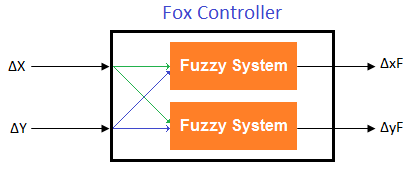 Fox Controller
ΔX
Fuzzy System
ΔxF
ΔY
Fuzzy System
ΔyF